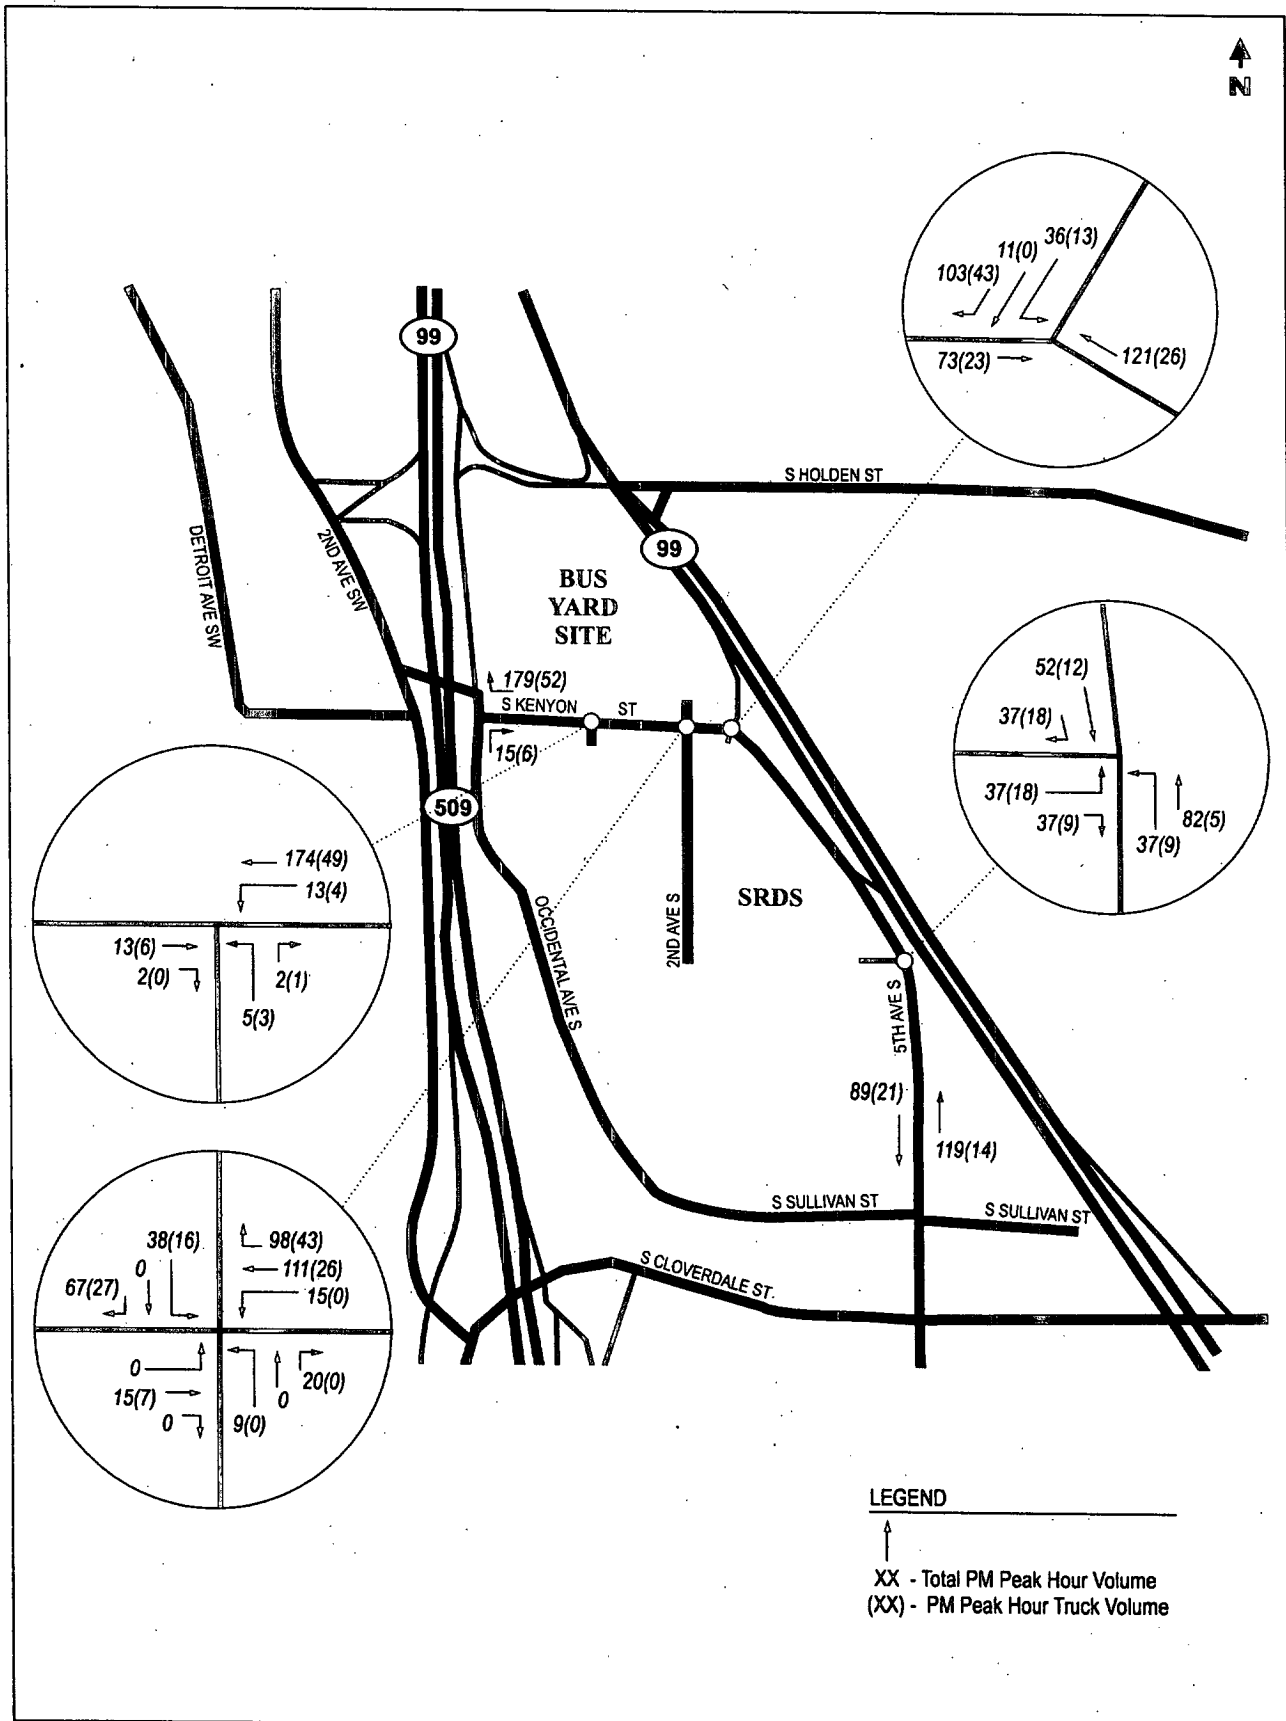 N
36(13)
11(0)
103(43)
73(23)
121(26)
99
S HOLDEN ST
DETROIT AVE SW
2ND AVE SW
99
BUS
YARD
SITE
179(52)
S KENYON ST
15(6)
52(12)
37(18)
37(18)
37(9)
82(5)
37(9)
509
174(49)
13(4)
13(6)
2(0)
2(1)
5(3)
SRDS
OCCIDENTAL AVE S
2ND AVE S
5TH AVE S
89(21)
119(14)
S SULLIVAN ST
S SULLIVAN ST
S CLOVERDALE ST.
38(16)
98(43)
0
111(26)
67(27)
15(0)
0
20(0)
15(7)
0
0
9(0)
LEGEND
XX - Total PM Peak Hour Volume
(XX) - PM Peak Hour Truck Volume